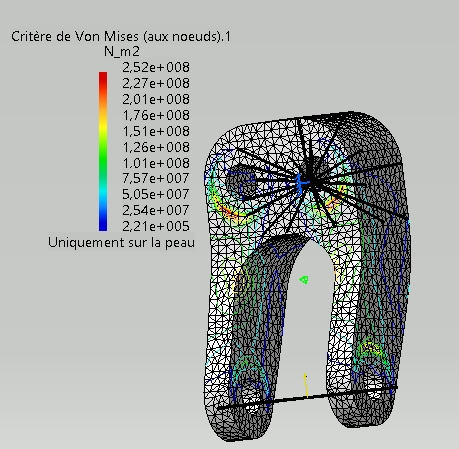 Critère de Von Mises (aux noeuds).1
N_m2
2,52e+008
2,27e+008
2,01e+008
1,76e+008
1,51e+008
1,26e+008
1,01e+008
7,57e+007
5,05e+007
2,54e+007
2,21e+005
Uniquement sur la peau